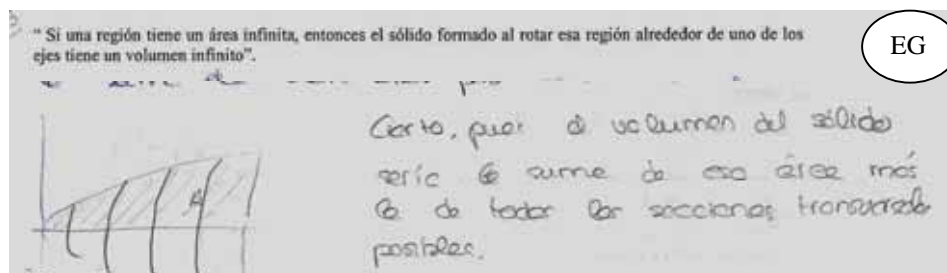 “ Si una región tiene un área infinita, entonces el sólido formado al rotar esa región alrededor de uno de los
ejes tiene un volumen infinito”.
EG
Cierto, pues el volumen del sólido
sería la suma de esa área más
la de todas las secciones transversales
posibles.
A